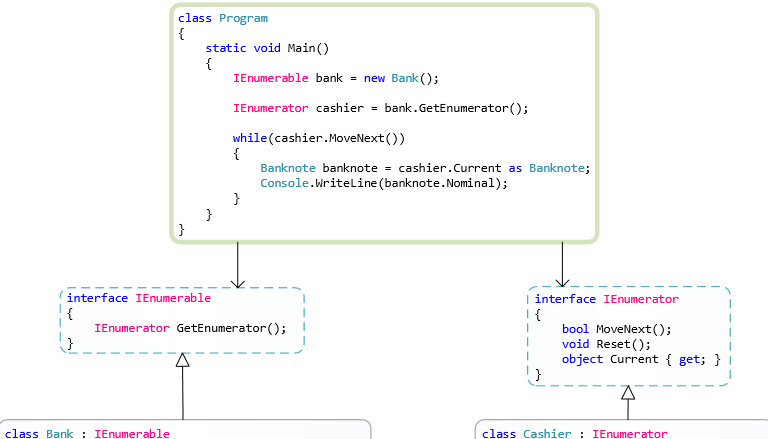 class Program
{
    static void Main()
    {
        IEnumerable bank = new Bank();
        IEnumerator cashier = bank.GetEnumerator();
        while(cashier.MoveNext())
        {
            Banknote banknote = cashier.Current as Banknote;
            Console.WriteLine(banknote.Nominal);
        }
    }
}
interface IEnumerable
{
    IEnumerator GetEnumerator();
}
interface IEnumerator
{
    bool MoveNext();
    void Reset();
    object Current { get; }
}
class Bank : IEnumerable
class Cashier : IEnumerator